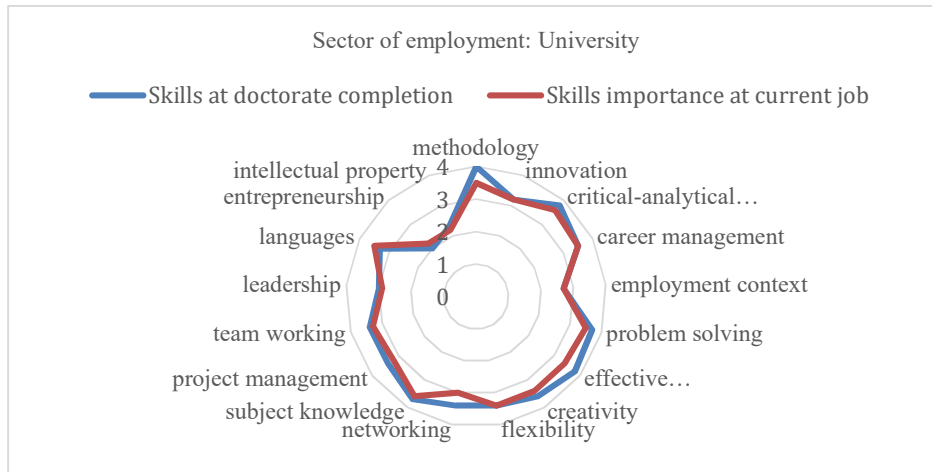 Sector of employment: University
Skills at doctorate completion Skills importance at current job
methodology
intellectual property innovation
entrepreneurship critical-analytical…
languages career management
leadership employment context
team working problem solving
project management effective…
subject knowledge creativity
networking flexibility
4
3
2
1
0